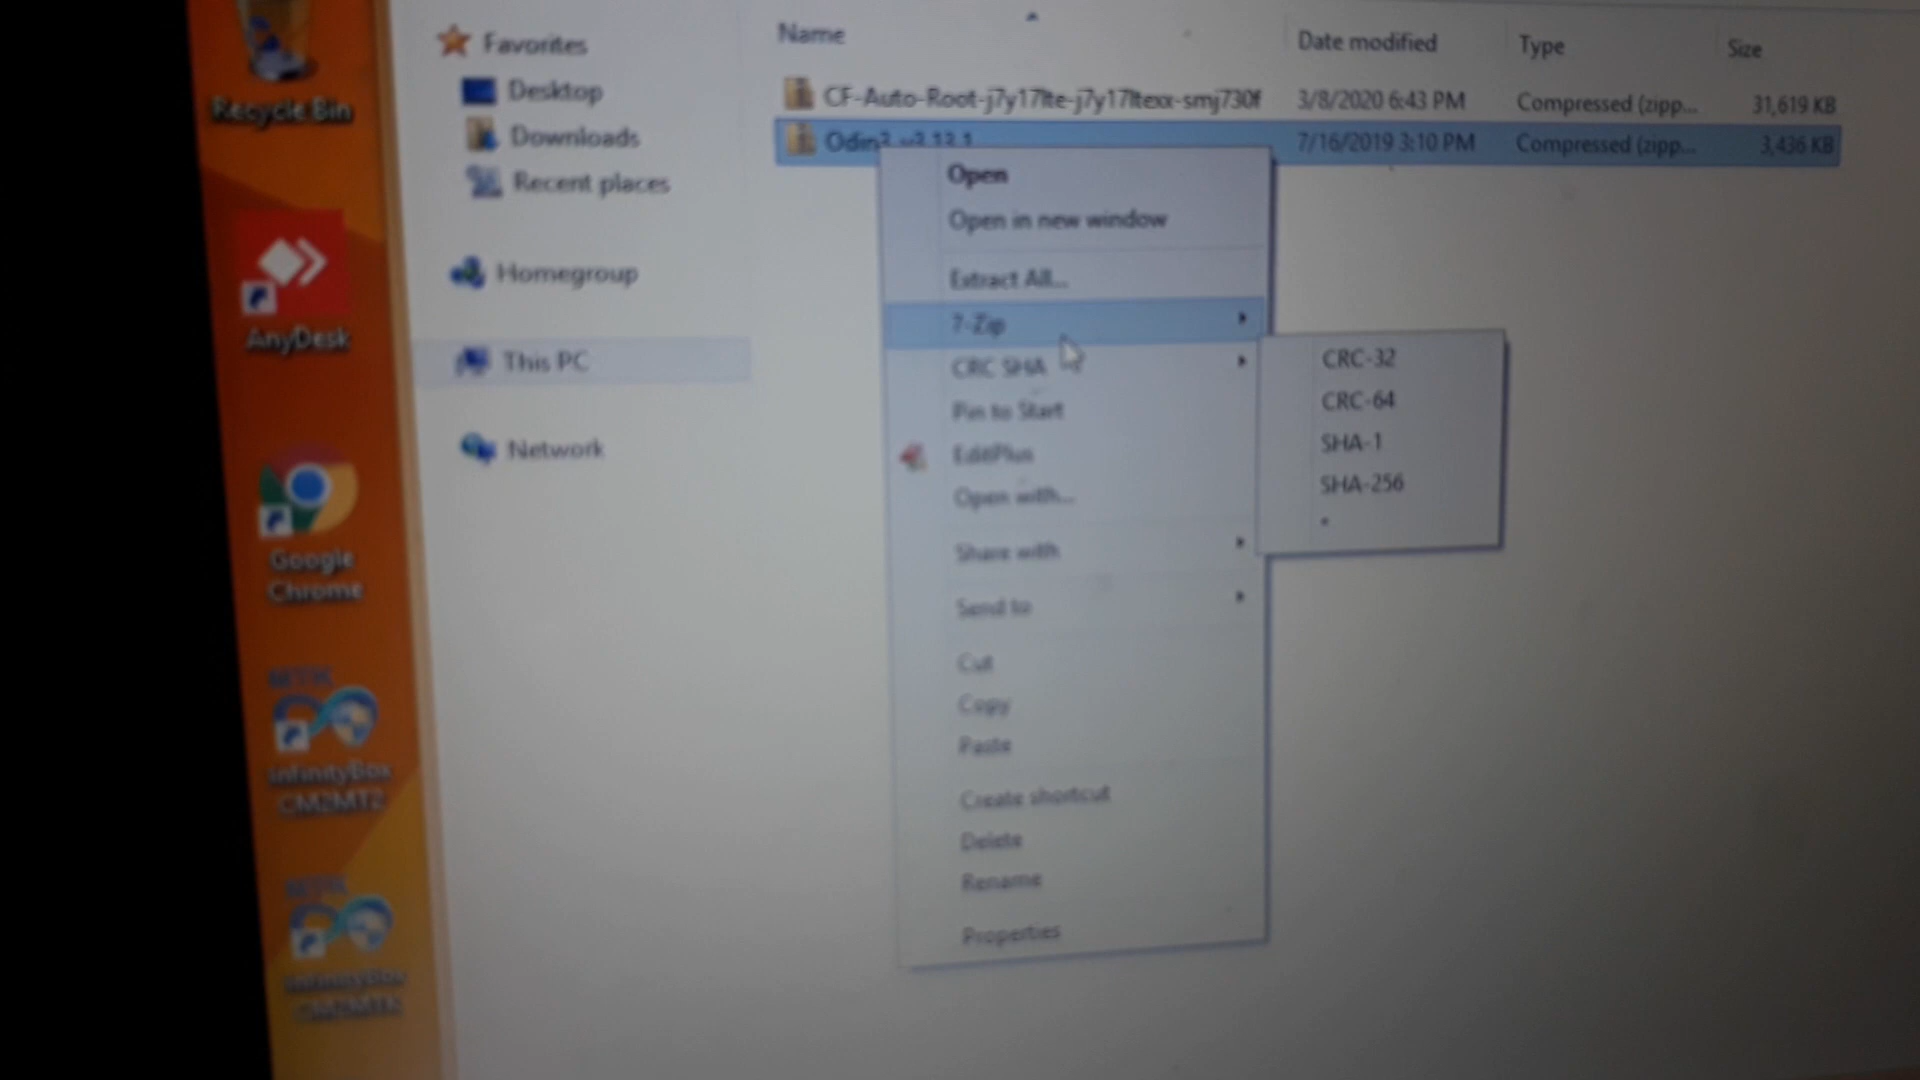 Recycle Bin
AnyDesk
Google
Chrome
InfinityBox
CM2MT2
InfinityBox
CM2MTK
Favorites
Desktop
Downloads
Recent places
Homegroup
This PC
Network
Name Date modified Type Size
CF-Auto-Root-j7y17lte-j7y17ltexx-smj730f 3/8/2020 6:43 PM Compressed (zipp... 31,619 KB
Odin3_v3.13.1 7/16/2019 3:10 PM Compressed (zipp... 3,436 KB
Open
Open in new window
Extract All...
7-Zip
CRC SHA
Pin to Start
EditPlus
Open with...
Share with
Send to
Cut
Copy
Paste
Create shortcut
Delete
Rename
Properties
CRC-32
CRC-64
SHA-1
SHA-256
*